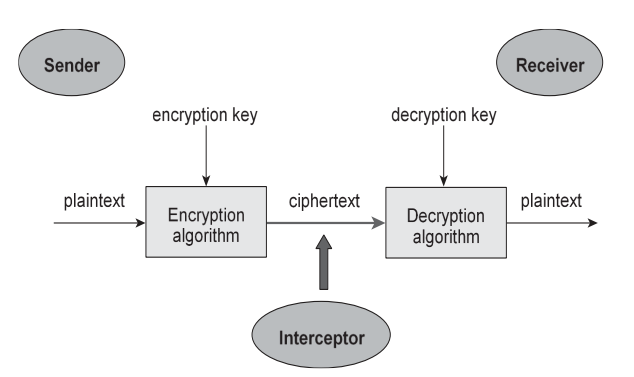 Sender
Receiver
encryption key
decryption key
plaintext
ciphertext
plaintext
Encryption
algorithm
Decryption
algorithm
Interceptor